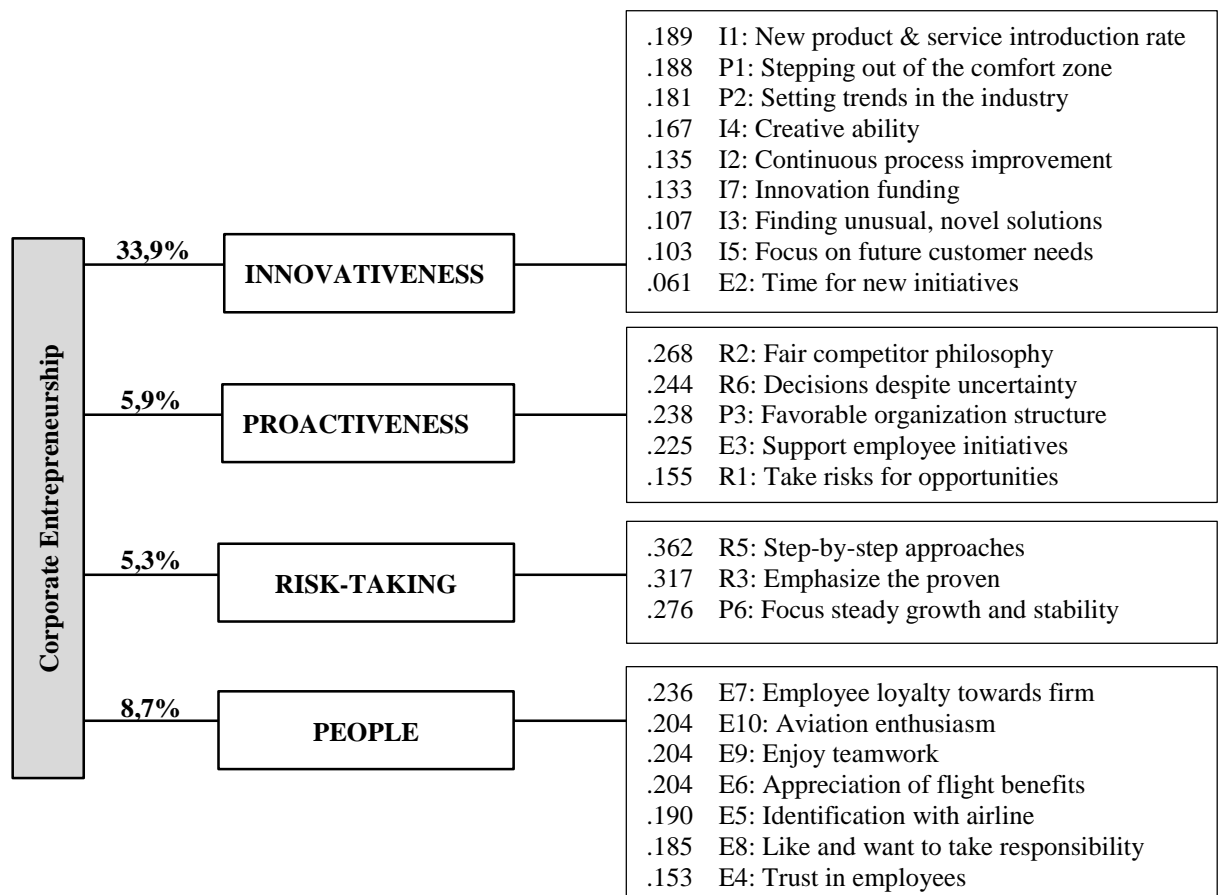 Corporate Entrepreneurship
33,9%
INNOVATIVENESS
.189 I1: New product & service introduction rate
.188 P1: Stepping out of the comfort zone
.181 P2: Setting trends in the industry
.167 I4: Creative ability
.135 I2: Continuous process improvement
.133 I7: Innovation funding
.107 I3: Finding unusual, novel solutions
.103 I5: Focus on future customer needs
.061 E2: Time for new initiatives
5,9%
PROACTIVENESS
.268 R2: Fair competitor philosophy
.244 R6: Decisions despite uncertainty
.238 P3: Favorable organization structure
.225 E3: Support employee initiatives
.155 R1: Take risks for opportunities
5,3%
RISK-TAKING
.362 R5: Step-by-step approaches
.317 R3: Emphasize the proven
.276 P6: Focus steady growth and stability
8,7%
PEOPLE
.236 E7: Employee loyalty towards firm
.204 E10: Aviation enthusiasm
.204 E9: Enjoy teamwork
.204 E6: Appreciation of flight benefits
.190 E5: Identification with airline
.185 E8: Like and want to take responsibility
.153 E4: Trust in employees